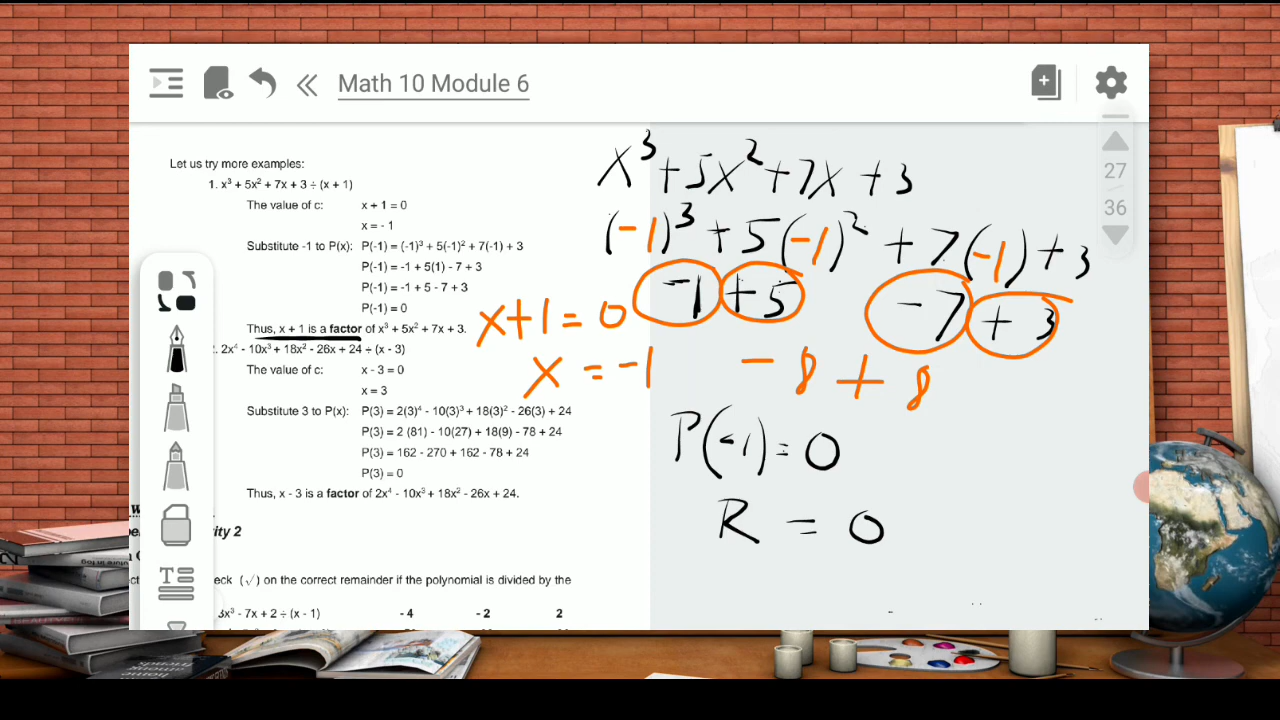 Math 10 Module 6
27
36
Let us try more examples:
1. x³ + 5x² + 7x + 3 ÷ (x + 1)
The value of c: x + 1 = 0
x = - 1
Substitute -1 to P(x): P(-1) = (-1)³ + 5(-1)² + 7(-1) + 3
P(-1) = -1 + 5(1) - 7 + 3
P(-1) = -1 + 5 - 7 + 3
P(-1) = 0
Thus, x + 1 is a factor of x³ + 5x² + 7x + 3.
2x⁴ - 10x³ + 18x² - 26x + 24 ÷ (x - 3)
The value of c: x - 3 = 0
x = 3
Substitute 3 to P(x): P(3) = 2(3)⁴ - 10(3)³ + 18(3)² - 26(3) + 24
P(3) = 2 (81) - 10(27) + 18(9) - 78 + 24
P(3) = 162 - 270 + 162 - 78 + 24
P(3) = 0
Thus, x - 3 is a factor of 2x⁴ - 10x³ + 18x² - 26x + 24.
ity 2
eck (√) on the correct remainder if the polynomial is divided by the
3x³ - 7x + 2 ÷ (x - 1) - 4 - 2 2
x³ + 5x² + 7x + 3
(-1)³ + 5(-1)² + 7(-1) + 3
-1 + 5 - 7 + 3
x + 1 = 0
x = -1
- 8 + 8
P(-1) = 0
R = 0